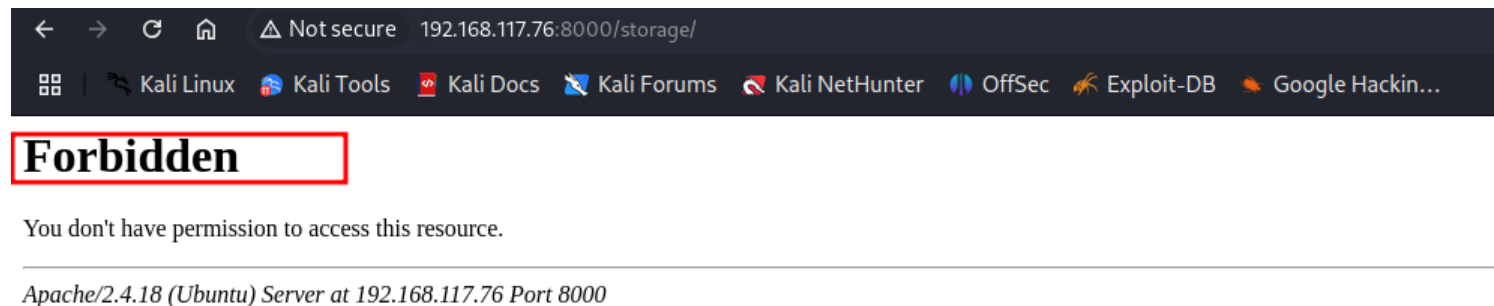 Not secure 192.168.117.76:8000/storage/
Kali Linux Kali Tools Kali Docs Kali Forums Kali NetHunter OffSec Exploit-DB Google Hackin...
Forbidden
You don't have permission to access this resource.
Apache/2.4.18 (Ubuntu) Server at 192.168.117.76 Port 8000